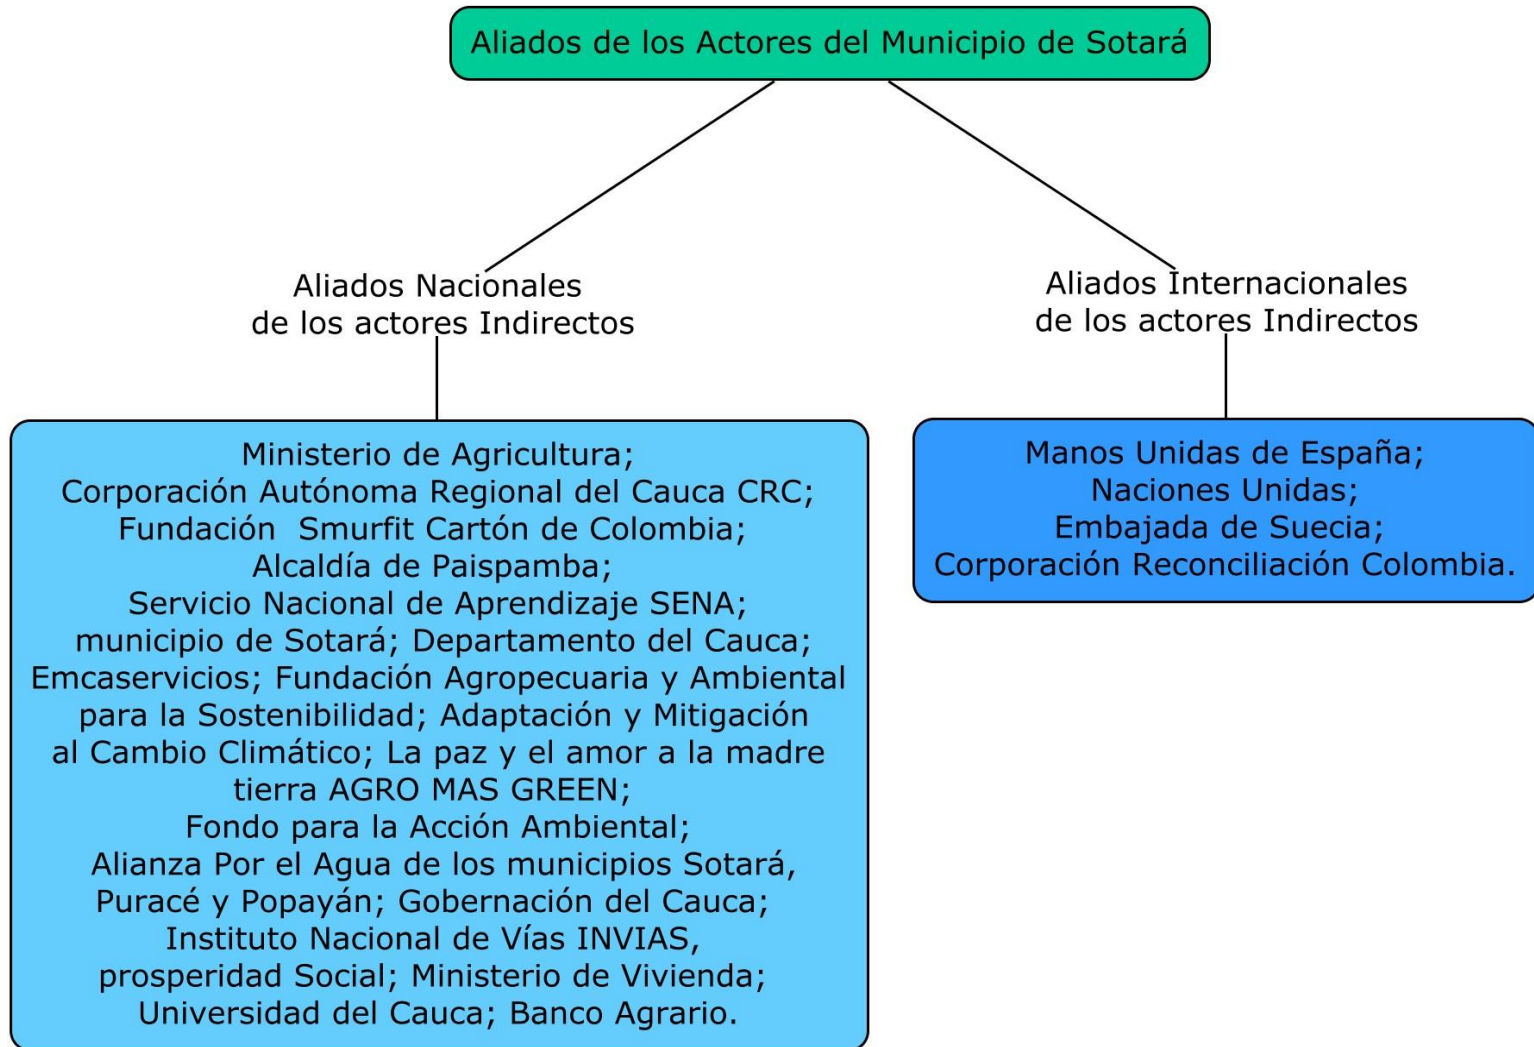 Aliados de los Actores del Municipio de Sotará
Aliados Nacionales
de los actores Indirectos
Ministerio de Agricultura;
Corporación Autónoma Regional del Cauca CRC;
Fundación Smurfit Cartón de Colombia;
Alcaldía de Paispamba;
Servicio Nacional de Aprendizaje SENA;
municipio de Sotará; Departamento del Cauca;
Emcaservicios; Fundación Agropecuaria y Ambiental
para la Sostenibilidad; Adaptación y Mitigación
al Cambio Climático; La paz y el amor a la madre
tierra AGRO MAS GREEN;
Fondo para la Acción Ambiental;
Alianza Por el Agua de los municipios Sotará,
Puracé y Popayán; Gobernación del Cauca;
Instituto Nacional de Vías INVIAS,
prosperidad Social; Ministerio de Vivienda;
Universidad del Cauca; Banco Agrario.
Aliados Internacionales
de los actores Indirectos
Manos Unidas de España;
Naciones Unidas;
Embajada de Suecia;
Corporación Reconciliación Colombia.